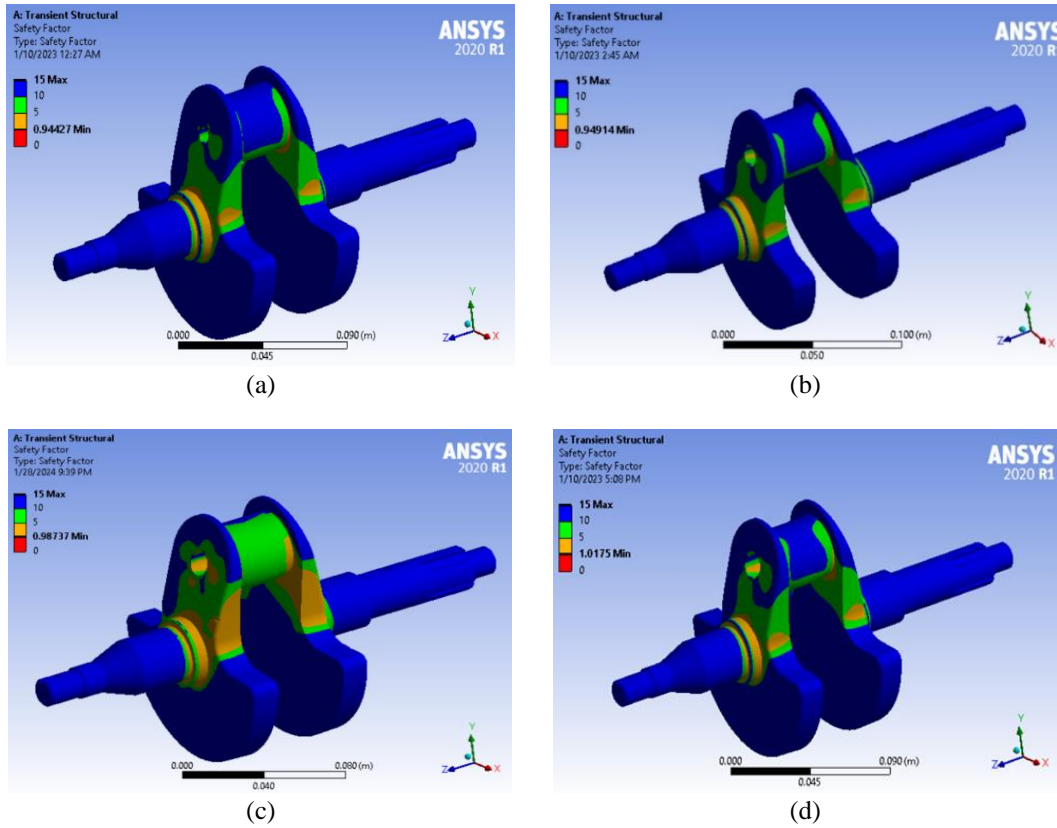 A: Transient Structural
Safety Factor
Type: Safety Factor
1/10/2023 12:27 AM
ANSYS
2020 R1
15 Max
10
5
0.94427 Min
0
0.000
0.090 (m)
0.045
Y
Z
X
(a)
A: Transient Structural
Safety Factor
Type: Safety Factor
1/10/2023 2:45 AM
ANSYS
2020 R1
15 Max
10
5
0.94914 Min
0
0.000
0.100 (m)
0.050
Y
Z
X
(b)
A: Transient Structural
Safety Factor
Type: Safety Factor
1/28/2024 9:39 PM
ANSYS
2020 R1
15 Max
10
5
0.98737 Min
0
0.000
0.080 (m)
0.040
Y
Z
X
(c)
A: Transient Structural
Safety Factor
Type: Safety Factor
1/10/2023 5:08 PM
ANSYS
2020 R1
15 Max
10
5
1.0175 Min
0
0.000
0.090 (m)
0.045
Y
Z
X
(d)